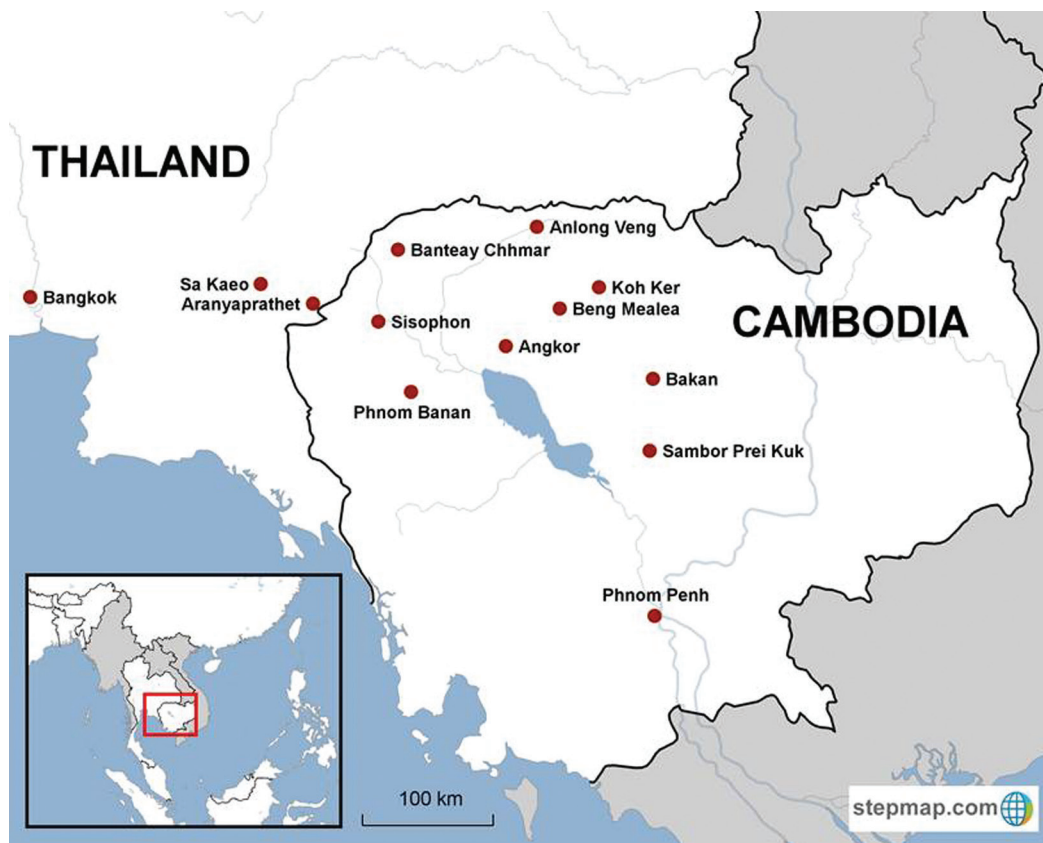 THAILAND
Anlong Veng
Banteay Chhmar
Sa Kaeo
Koh Ker
Bangkok
Aranyaprathet
Beng Mealea
Sisophon
CAMBODIA
Angkor
Bakan
Phnom Banan
Sambor Prei Kuk
Phnom Penh
100 km
stepmap.com